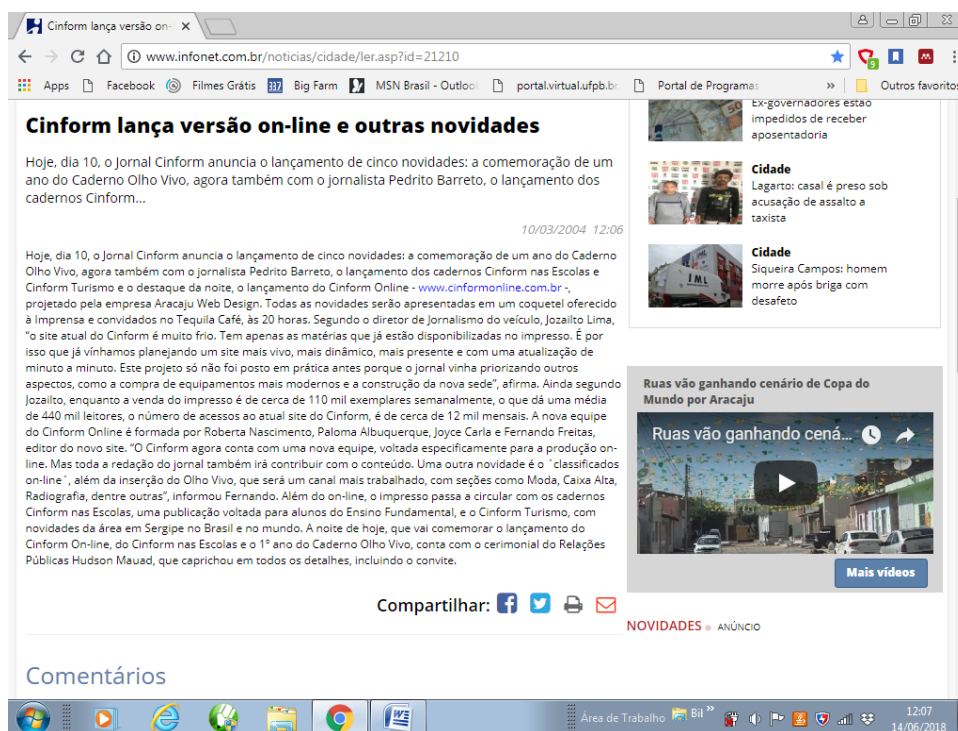 Cinform lança versão on-
www.infonet.com.br/noticias/cidade/ler.asp?id=21210
9
Apps Facebook Filmes Grátis 337 Big Farm MSN Brasil - Outloo portal.virtual.ufpb.br Portal de Programas » Outros favoritos
Cinform lança versão on-line e outras novidades
Hoje, dia 10, o Jornal Cinform anuncia o lançamento de cinco novidades: a comemoração de um
ano do Caderno Olho Vivo, agora também com o jornalista Pedrito Barreto, o lançamento dos
cadernos Cinform...
10/03/2004 12:06
Hoje, dia 10, o Jornal Cinform anuncia o lançamento de cinco novidades: a comemoração de um ano do Caderno
Olho Vivo, agora também com o jornalista Pedrito Barreto, o lançamento dos cadernos Cinform nas Escolas e
Cinform Turismo e o destaque da noite, o lançamento do Cinform Online - www.cinformonline.com.br -,
projetado pela empresa Aracaju Web Design. Todas as novidades serão apresentadas em um coquetel oferecido
à Imprensa e convidados no Tequila Café, às 20 horas. Segundo o diretor de Jornalismo do veículo, Jozailto Lima,
"o site atual do Cinform é muito frio. Tem apenas as matérias que já estão disponibilizadas no impresso. É por
isso que já vínhamos planejando um site mais vivo, mais dinâmico, mais presente e com uma atualização de
minuto a minuto. Este projeto só não foi posto em prática antes porque o jornal vinha priorizando outros
aspectos, como a compra de equipamentos mais modernos e a construção da nova sede", afirma. Ainda segundo
Jozailto, enquanto a venda do impresso é de cerca de 110 mil exemplares semanalmente, o que dá uma média
de 440 mil leitores, o número de acessos ao atual site do Cinform, é de cerca de 12 mil mensais. A nova equipe
do Cinform Online é formada por Roberta Nascimento, Paloma Albuquerque, Joyce Carla e Fernando Freitas,
editor do novo site. "O Cinform agora conta com uma nova equipe, voltada especificamente para a produção on-
line. Mas toda a redação do jornal também irá contribuir com o conteúdo. Uma outra novidade é o ´classificados
on-line´, além da inserção do Olho Vivo, que será um canal mais trabalhado, com seções como Moda, Caixa Alta,
Radiografia, dentre outras", informou Fernando. Além do on-line, o impresso passa a circular com os cadernos
Cinform nas Escolas, uma publicação voltada para alunos do Ensino Fundamental, e o Cinform Turismo, com
novidades da área em Sergipe no Brasil e no mundo. A noite de hoje, que vai comemorar o lançamento do
Cinform On-line, do Cinform nas Escolas e o 1º ano do Caderno Olho Vivo, conta com o cerimonial do Relações
Públicas Hudson Mauad, que caprichou em todos os detalhes, incluindo o convite.
Compartilhar:
Comentários
Ex-governadores estão
impedidos de receber
aposentadoria
Cidade
Lagarto: casal é preso sob
acusação de assalto a
taxista
Cidade
Siqueira Campos: homem
morre após briga com
desafeto
IML
Ruas vão ganhando cenário de Copa do
Mundo por Aracaju
Ruas vão ganhando cená...
Mais vídeos
NOVIDADES ANÚNCIO
Área de Trabalho Bil »
12:07
14/06/2018